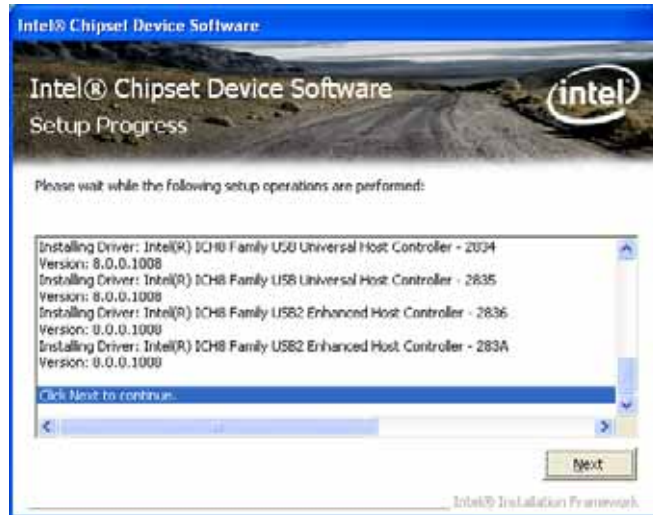 Intel® Chipset Device Software
Intel® Chipset Device Software
intel
Setup Progress
Please wait while the following setup operations are performed:
Installing Driver: Intel(R) ICH8 Family USB Universal Host Controller - 2834
Version: 8.0.0.1008
Installing Driver: Intel(R) ICH8 Family USB Universal Host Controller - 2835
Version: 8.0.0.1008
Installing Driver: Intel(R) ICH8 Family USB2 Enhanced Host Controller - 2836
Version: 8.0.0.1008
Installing Driver: Intel(R) ICH8 Family USB2 Enhanced Host Controller - 283A
Version: 8.0.0.1008
Click Next to continue.
Next
Intel® Installation Framework